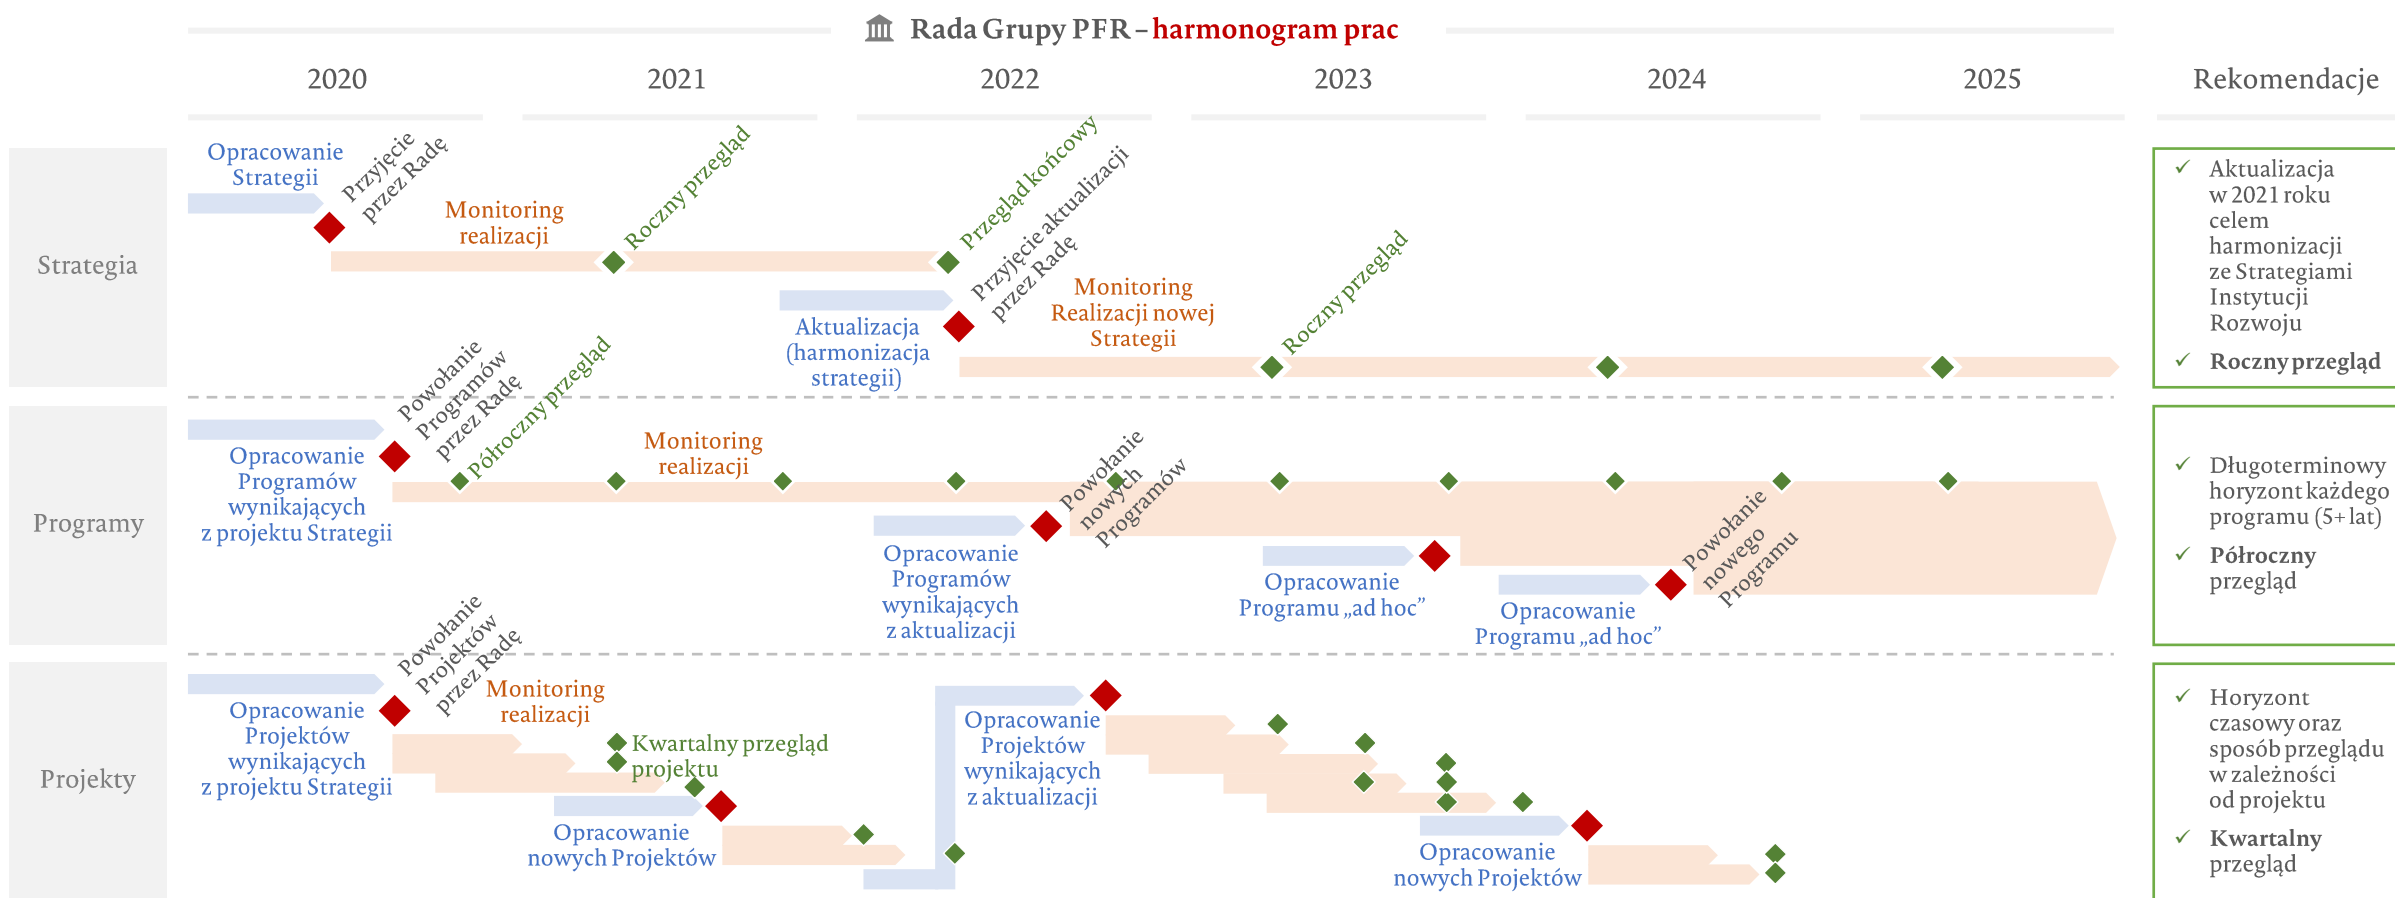 Rada Grupy PFR – harmonogram prac
2020
2021
2022
2023
2024
2025
Rekomendacje
Strategia
Opracowanie
Strategii
Przyjęcie
przez Radę
Monitoring
realizacji
Roczny przegląd
Przegląd końcowy
Przyjęcie aktualizacji
przez Radę
Aktualizacja
(harmonizacja
strategii)
Monitoring
Realizacji nowej
Strategii
Roczny przegląd
✓ Aktualizacja
w 2021 roku
celem
harmonizacji
ze Strategiami
Instytucji
Rozwoju
✓ Roczny przegląd
Programy
Opracowanie
Programów
wynikających
z projektu Strategii
Powołanie
Programów
przez Radę
Półroczny przegląd
Monitoring
realizacji
Powołanie
nowych
Programów
Opracowanie
Programów
wynikających
z aktualizacji
Opracowanie
Programu „ad hoc”
Opracowanie
Programu „ad hoc”
Powołanie
nowego
Programu
✓ Długoterminowy
horyzont każdego
programu (5+ lat)
✓ Półroczny
przegląd
Projekty
Opracowanie
Projektów
wynikających
z projektu Strategii
Powołanie
Projektów
przez Radę
Monitoring
realizacji
Kwartalny przegląd
projektu
Opracowanie
nowych Projektów
Opracowanie
Projektów
wynikających
z aktualizacji
Opracowanie
nowych Projektów
✓ Horyzont
czasowy oraz
sposób przeglądu
w zależności
od projektu
✓ Kwartalny
przegląd